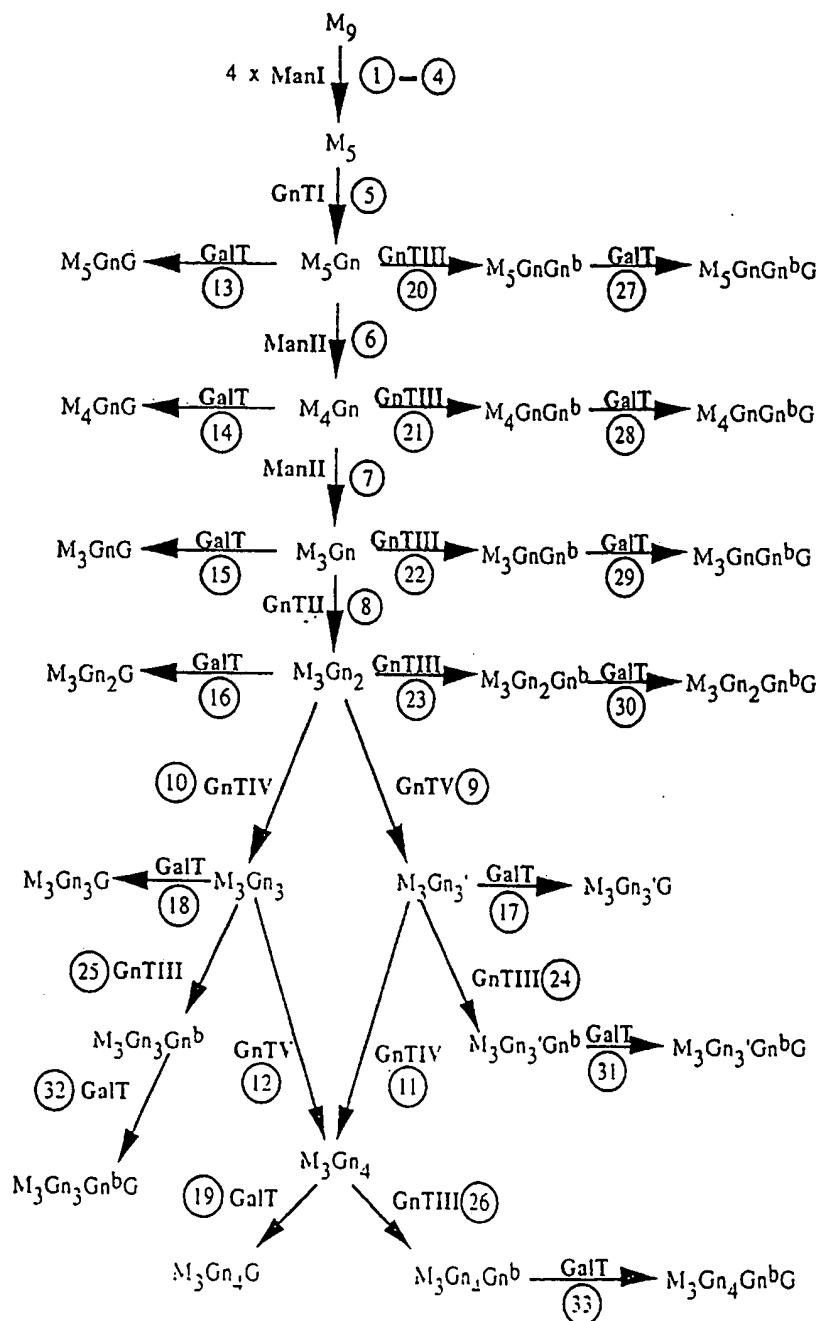 M9
4 x ManI 1 – 4
M5
GnTI 5
M5GnG GalT 13 M5Gn GnTIII 20 M5GnGnb GalT 27 M5GnGnbG
ManII 6
M4GnG GalT 14 M4Gn GnTIII 21 M4GnGnb GalT 28 M4GnGnbG
ManII 7
M3GnG GalT 15 M3Gn GnTIII 22 M3GnGnb GalT 29 M3GnGnbG
GnTII 8
M3Gn2G GalT 16 M3Gn2 GnTIII 23 M3Gn2Gnb GalT 30 M3Gn2GnbG
10 GnTIV GnTV 9
M3Gn3G GalT 18 M3Gn3 M3Gn3' GalT 17 M3Gn3'G
25 GnTIII GnTIII 24
M3Gn3Gnb GnTV 12 GnTIV 11 M3Gn3'Gnb GalT 31 M3Gn3'GnbG
32 GalT
M3Gn3GnbG M3Gn4
19 GalT GnTIII 26
M3Gn4G M3Gn4Gnb GalT 33 M3Gn4GnbG